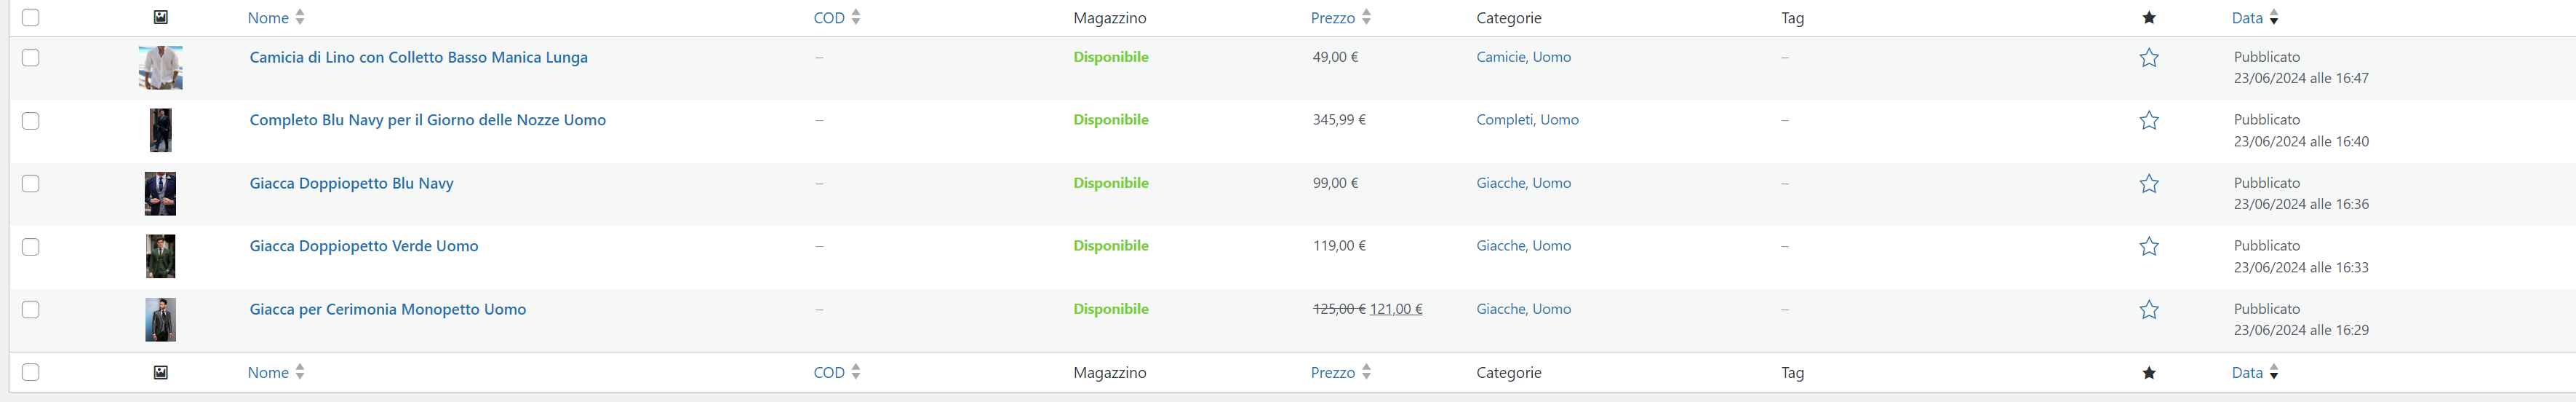 Nome COD Magazzino Prezzo Categorie Tag Data
Camicia di Lino con Colletto Basso Manica Lunga – Disponibile 49,00 € Camicie, Uomo – Pubblicato
23/06/2024 alle 16:47
Completo Blu Navy per il Giorno delle Nozze Uomo – Disponibile 345,99 € Completi, Uomo – Pubblicato
23/06/2024 alle 16:40
Giacca Doppiopetto Blu Navy – Disponibile 99,00 € Giacche, Uomo – Pubblicato
23/06/2024 alle 16:36
Giacca Doppiopetto Verde Uomo – Disponibile 119,00 € Giacche, Uomo – Pubblicato
23/06/2024 alle 16:33
Giacca per Cerimonia Monopetto Uomo – Disponibile 125,00 € 121,00 € Giacche, Uomo – Pubblicato
23/06/2024 alle 16:29
Nome COD Magazzino Prezzo Categorie Tag Data